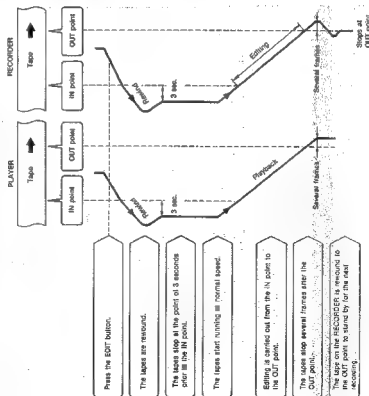 RECORDER
Tape
IN point
OUT point
Rewind
3 sec.
Editing
Several frames
Stops at
OUT point
PLAYER
Tape
IN point
OUT point
Rewind
3 sec.
Playback
Several frames
Press the EDIT button.
The tapes are rewound.
The tapes stop at the point of 3 seconds
prior the IN point.
The tapes start running normal speed.
Editing is carried out from the IN point to
the OUT point.
The tapes stop several frames after the
OUT point.
The tape on the RECORDER is rewound to
the OUT point to stand by for the next
recording.